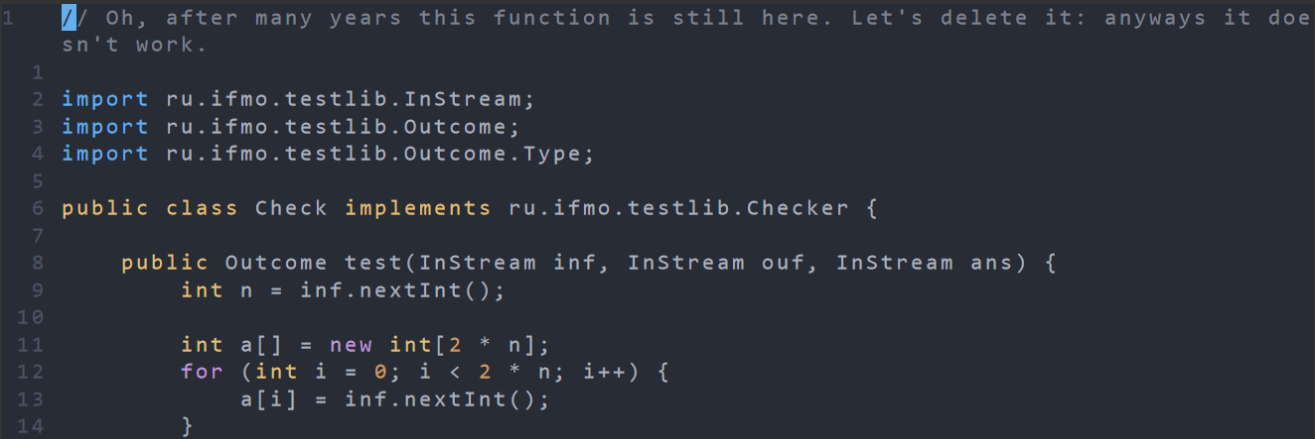 1 // Oh, after many years this function is still here. Let's delete it: anyways it doe
sn't work.
1
2 import ru.ifmo.testlib.InStream;
3 import ru.ifmo.testlib.Outcome;
4 import ru.ifmo.testlib.Outcome.Type;
5
6 public class Check implements ru.ifmo.testlib.Checker {
7
8 public Outcome test(InStream inf, InStream ouf, InStream ans) {
9 int n = inf.nextInt();
10
11 int a[] = new int[2 * n];
12 for (int i = 0; i < 2 * n; i++) {
13 a[i] = inf.nextInt();
14 }